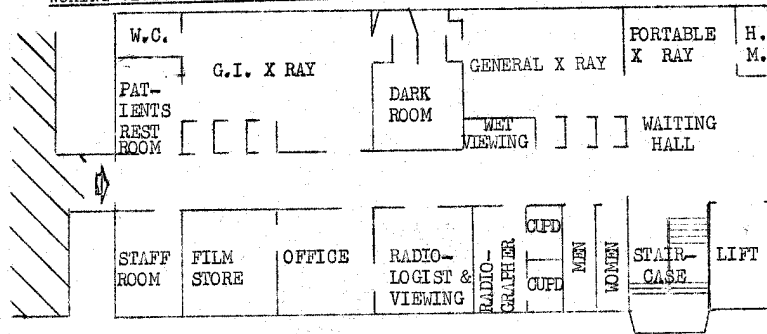 W.C.
G.I. X RAY
PAT-
IENTS
REST
ROOM
DARK
ROOM
GENERAL X RAY
WET
VIEWING
PORTABLE
X RAY
H.
M.
WAITING
HALL
STAFF
ROOM
FILM
STORE
OFFICE
RADIO-
LOGIST &
VIEWING
RADIO-
GRAPHER
CUPD
CUPD
MEN
WOMEN
STAIR-
CASE
LIFT